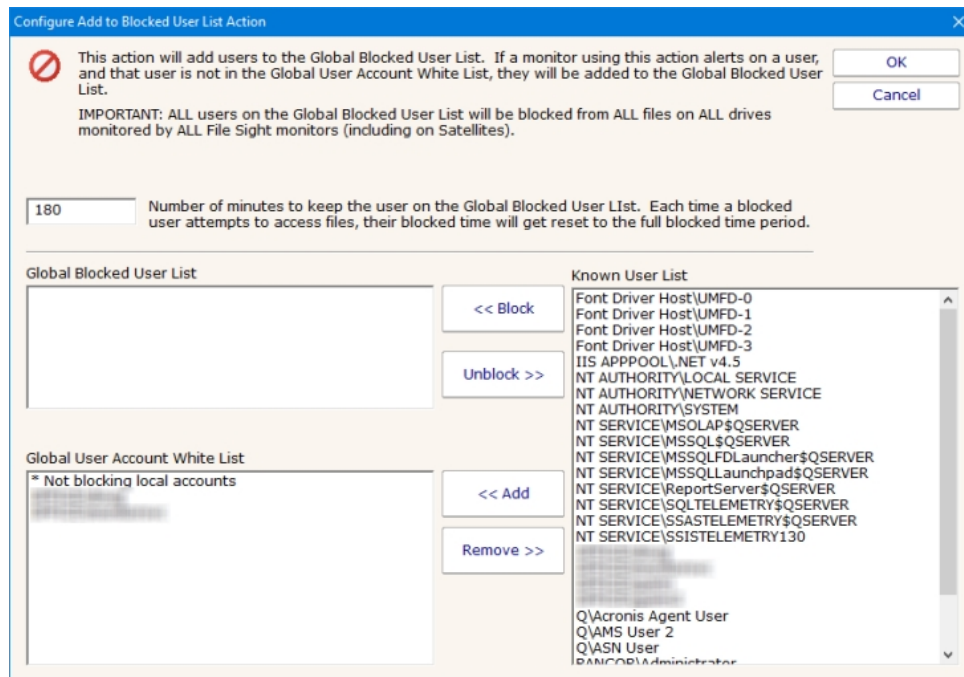 Configure Add to Blocked User List Action
This action will add users to the Global Blocked User List. If a monitor using this action alerts on a user,
and that user is not in the Global User Account White List, they will be added to the Global Blocked User
List.
IMPORTANT: ALL users on the Global Blocked User List will be blocked from ALL files on ALL drives
monitored by ALL File Sight monitors (including on Satellites).
OK
Cancel
180
Number of minutes to keep the user on the Global Blocked User LIst. Each time a blocked
user attempts to access files, their blocked time will get reset to the full blocked time period.
Global Blocked User List
<< Block
Unblock >>
Global User Account White List
* Not blocking local accounts
<< Add
Remove >>
Known User List
Font Driver Host\UMFD-0
Font Driver Host\UMFD-1
Font Driver Host\UMFD-2
Font Driver Host\UMFD-3
IIS APPPOOL\.NET v4.5
NT AUTHORITY\LOCAL SERVICE
NT AUTHORITY\NETWORK SERVICE
NT AUTHORITY\SYSTEM
NT SERVICE\MSOLAP$QSERVER
NT SERVICE\MSSQL$QSERVER
NT SERVICE\MSSQLFDLauncher$QSERVER
NT SERVICE\MSSQLLaunchpad$QSERVER
NT SERVICE\ReportServer$QSERVER
NT SERVICE\SQLTELEMETRY$QSERVER
NT SERVICE\SSASTELEMETRY$QSERVER
NT SERVICE\SSISTELEMETRY130
Q\Acronis Agent User
Q\AMS User 2
Q\ASN User
RANCOR\Administrator